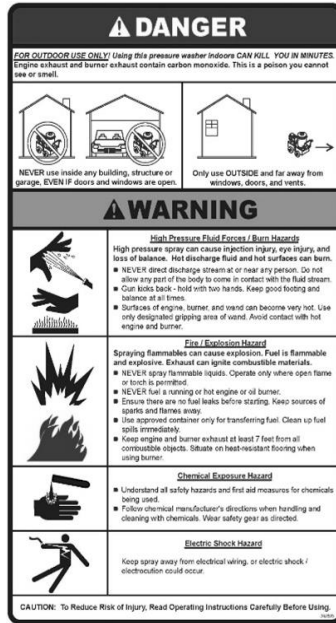 DANGER
FOR OUTDOOR USE ONLY! Using this pressure washer indoors CAN KILL YOU IN MINUTES.
Engine exhaust and burner exhaust contain carbon monoxide. This is a poison you cannot
see or smell.
NEVER use inside any building, structure or
garage, EVEN IF doors and windows are open.
Only use OUTSIDE and far away from
windows, doors, and vents.
WARNING
High Pressure Fluid Forces / Burn Hazards
High pressure spray can cause injection injury, eye injury, and
loss of balance. Hot discharge fluid and hot surfaces can burn.
■ NEVER direct discharge stream at or near any person. Do not
allow any part of the body to come in contact with the fluid stream.
■ Gun kicks back - hold with two hands. Keep good footing and
balance at all times.
■ Surfaces of engine, burner, and wand can become very hot. Use
only designated gripping area of wand. Avoid contact with hot
engine and burner.
Fire / Explosion Hazard
Spraying flammables can cause explosion. Fuel is flammable
and explosive. Exhaust can ignite combustible materials.
■ NEVER spray flammable liquids. Operate only where open flame
or torch is permitted.
■ NEVER fuel a running or hot engine or oil burner.
■ Ensure there are no fuel leaks before starting. Keep sources of
sparks and flames away.
■ Use approved container only for transferring fuel. Clean up fuel
spills immediately.
■ Keep engine and burner exhaust at least 7 feet from all
combustible objects. Situate on heat-resistant flooring when
using burner.
Chemical Exposure Hazard
■ Understand all safety hazards and first aid measures for chemicals
being used.
■ Follow chemical manufacturer's directions when handling and
cleaning with chemicals. Wear safety gear as directed.
Electric Shock Hazard
Keep spray away from electrical wiring, or electric shock /
electrocution could occur.
CAUTION: To Reduce Risk of Injury, Read Operating Instructions Carefully Before Using.